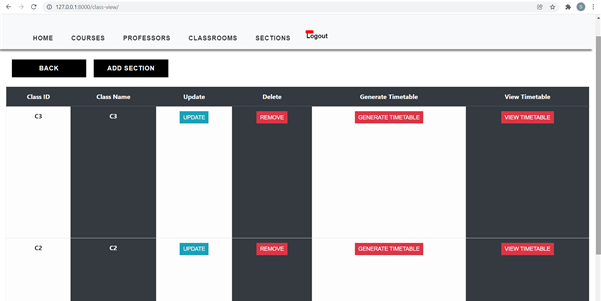 127.0.0.1:8000/class-view/
HOME COURSES PROFESSORS CLASSROOMS SECTIONS Logout
BACK ADD SECTION
Class ID Class Name Update Delete Generate Timetable View Timetable
C3 C3 UPDATE REMOVE GENERATE TIMETABLE VIEW TIMETABLE
C2 C2 UPDATE REMOVE GENERATE TIMETABLE VIEW TIMETABLE